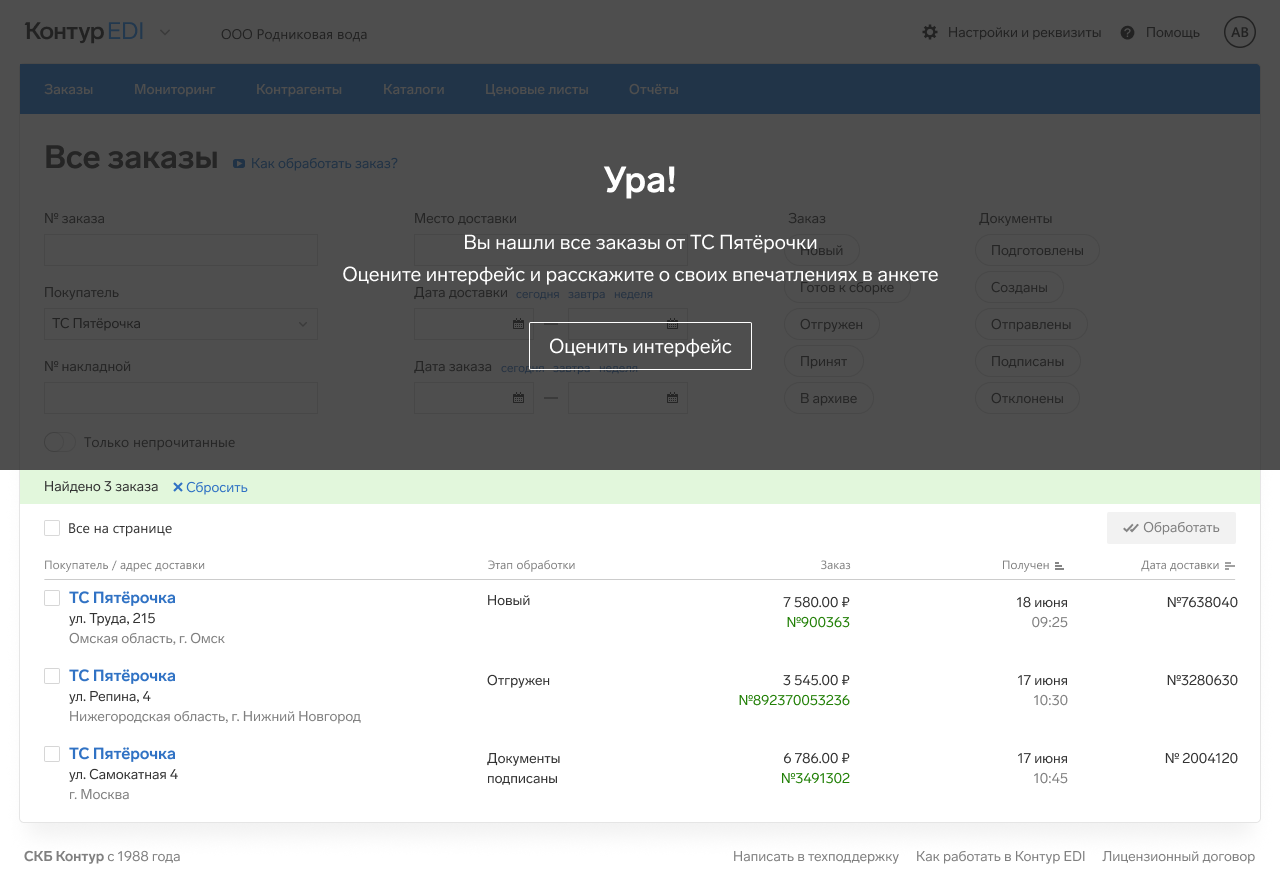 Контур EDI
ООО Родниковая вода
Настройки и реквизиты
Помощь
АВ
Заказы Мониторинг Контрагенты Каталоги Ценовые листы Отчёты
Все заказы
Как обработать заказ?
Ура!
Вы нашли все заказы от ТС Пятёрочки
Оцените интерфейс и расскажите о своих впечатлениях в анкете
Оценить интерфейс
№ заказа
Покупатель
ТС Пятёрочка
№ накладной
Только непрочитанные
Место доставки
Дата доставки сегодня завтра неделя
—
Дата заказа сегодня завтра неделя
—
Заказ
Новый
Готов к сборке
Отгружен
Принят
В архиве
Документы
Подготовлены
Созданы
Отправлены
Подписаны
Отклонены
Найдено 3 заказа
Сбросить
Все на странице
Обработать
Покупатель / адрес доставки Этап обработки Заказ Получен Дата доставки
ТС Пятёрочка Новый 7 580.00 ₽ 18 июня №7638040
ул. Труда, 215 №900363 09:25
Омская область, г. Омск
ТС Пятёрочка Отгружен 3 545.00 ₽ 17 июня №3280630
ул. Репина, 4 №892370053236 10:30
Нижегородская область, г. Нижний Новгород
ТС Пятёрочка Документы 6 786.00 ₽ 17 июня № 2004120
ул. Самокатная 4 подписаны №3491302 10:45
г. Москва
СКБ Контур с 1988 года
Написать в техподдержку Как работать в Контур EDI Лицензионный договор